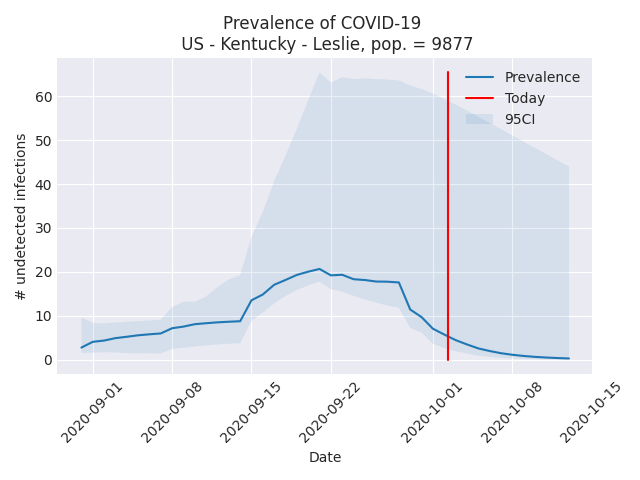 Prevalence of COVID-19
US - Kentucky - Leslie, pop. = 9877
# undetected infections
60
50
40
30
20
10
0
Prevalence
Today
95CI
2020-09-01
2020-09-08
2020-09-15
2020-09-22
2020-10-01
2020-10-08
2020-10-15
Date